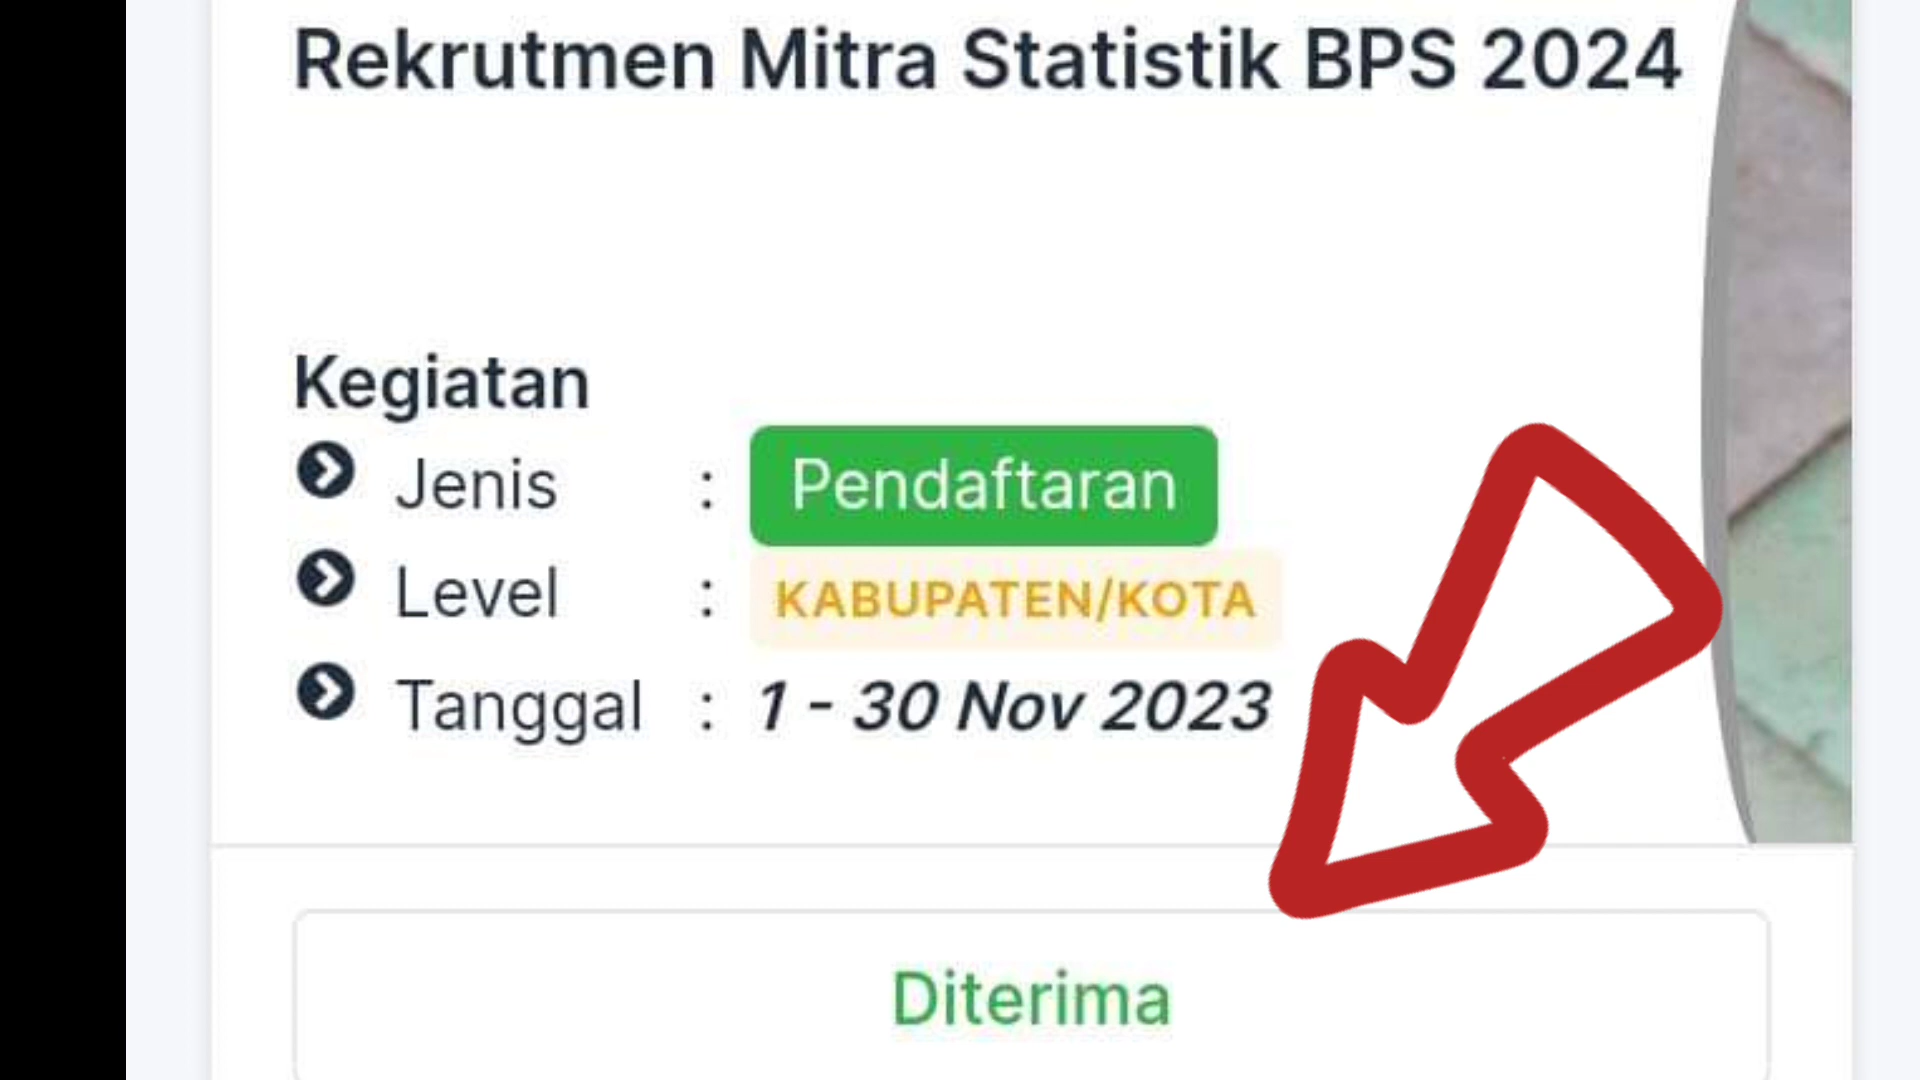 Rekrutmen Mitra Statistik BPS 2024
Kegiatan
Jenis : Pendaftaran
Level : KABUPATEN/KOTA
Tanggal : 1 - 30 Nov 2023
Diterima